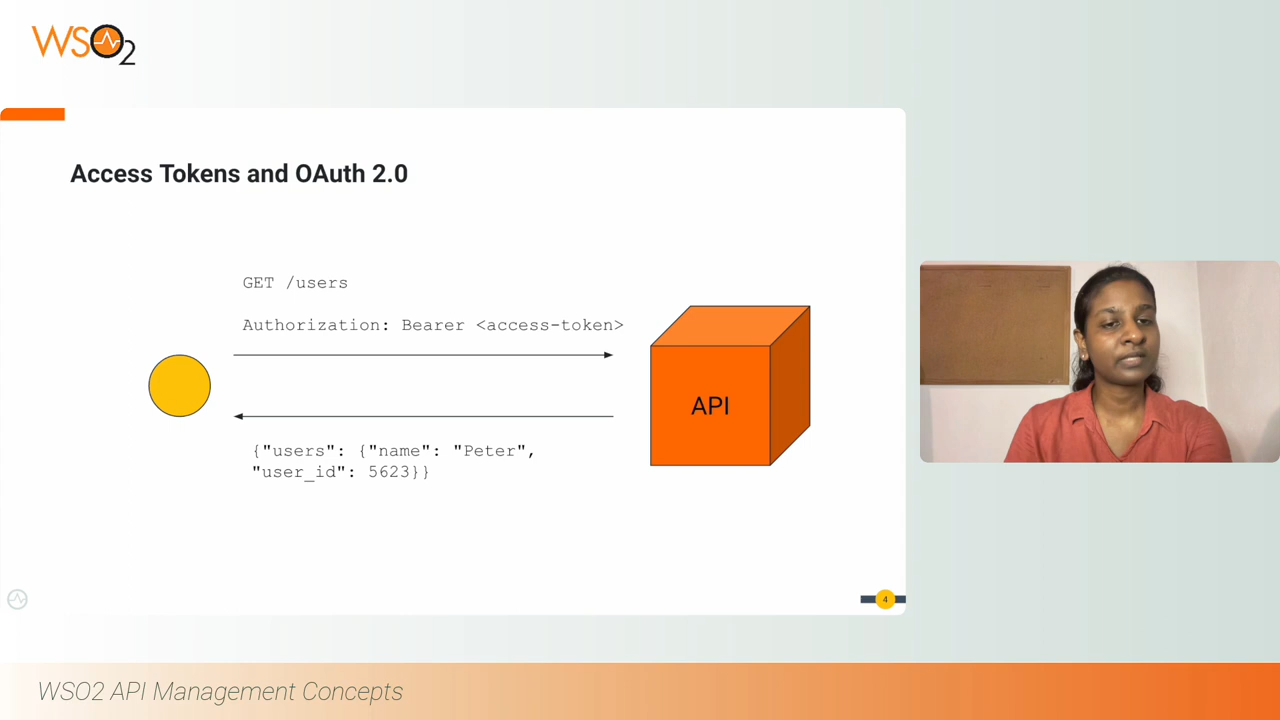 WSO2
Access Tokens and OAuth 2.0
GET /users
Authorization: Bearer <access-token>
API
{"users": {"name": "Peter",
"user_id": 5623}}
4
WSO2 API Management Concepts